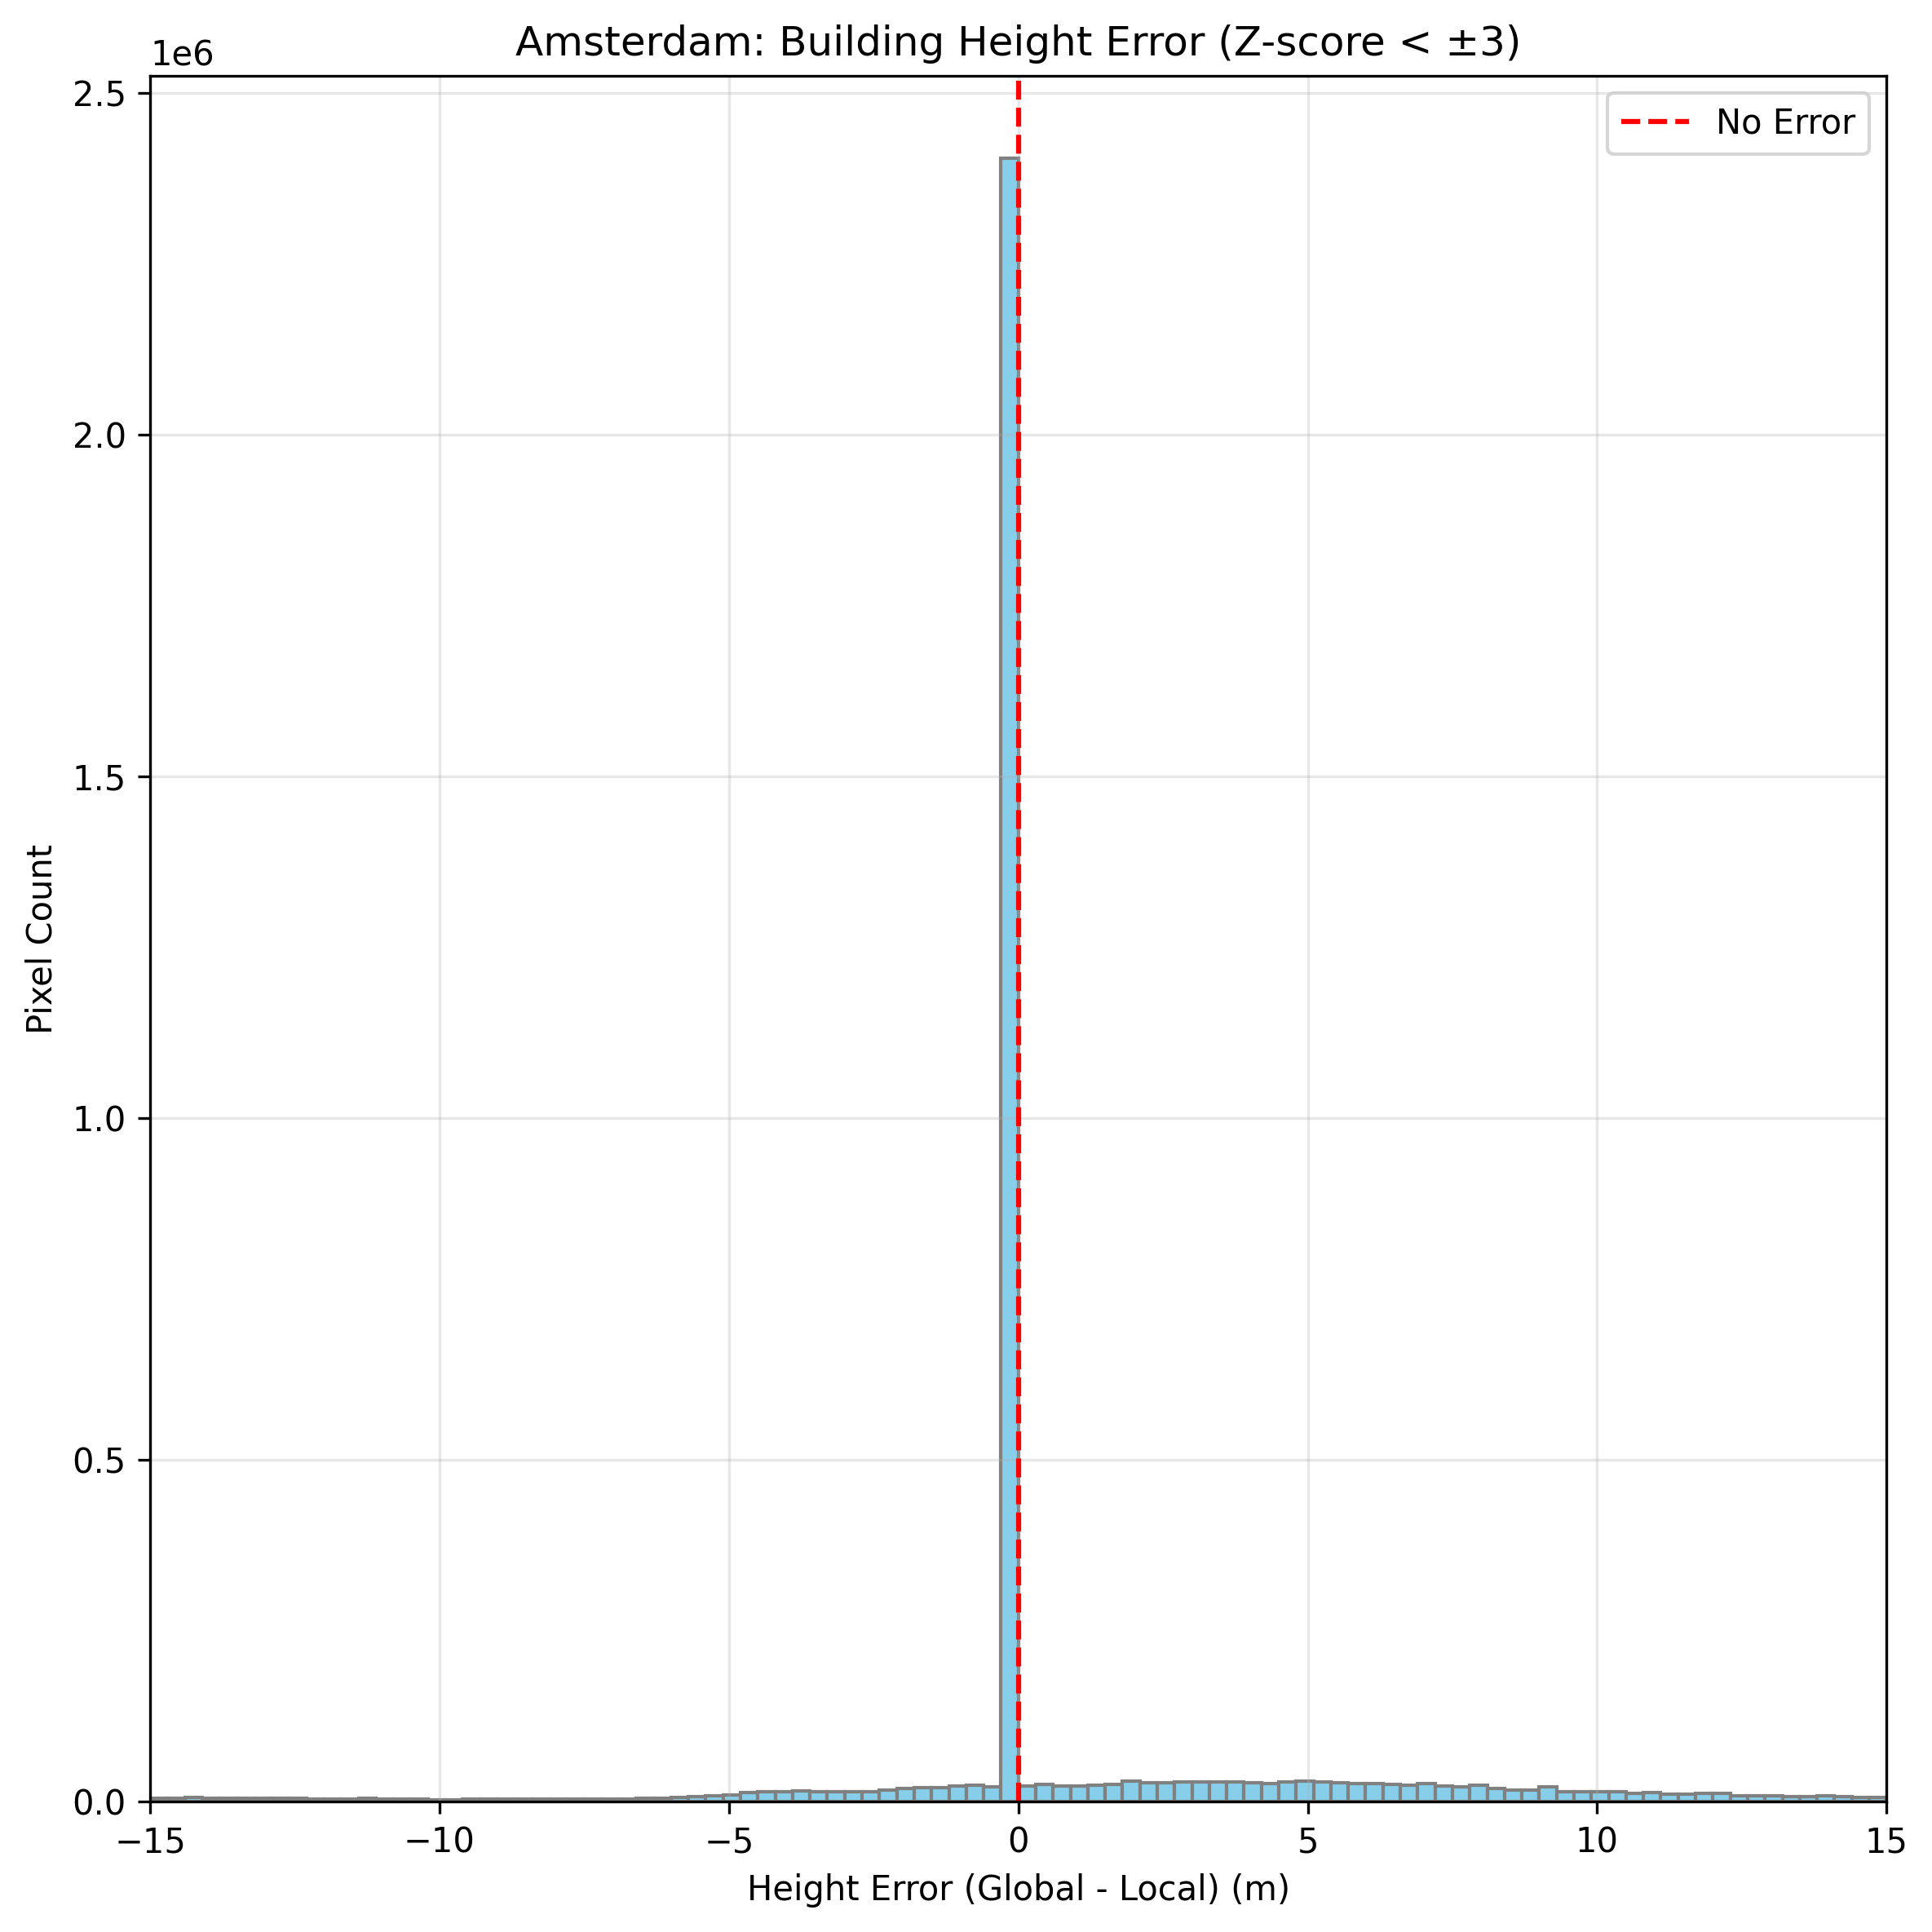 Amsterdam: Building Height Error (Z-score < ±3)
1e6
No Error
2.5
2.0
1.5
1.0
0.5
0.0
Pixel Count
−15 −10 −5 0 5 10 15
Height Error (Global - Local) (m)